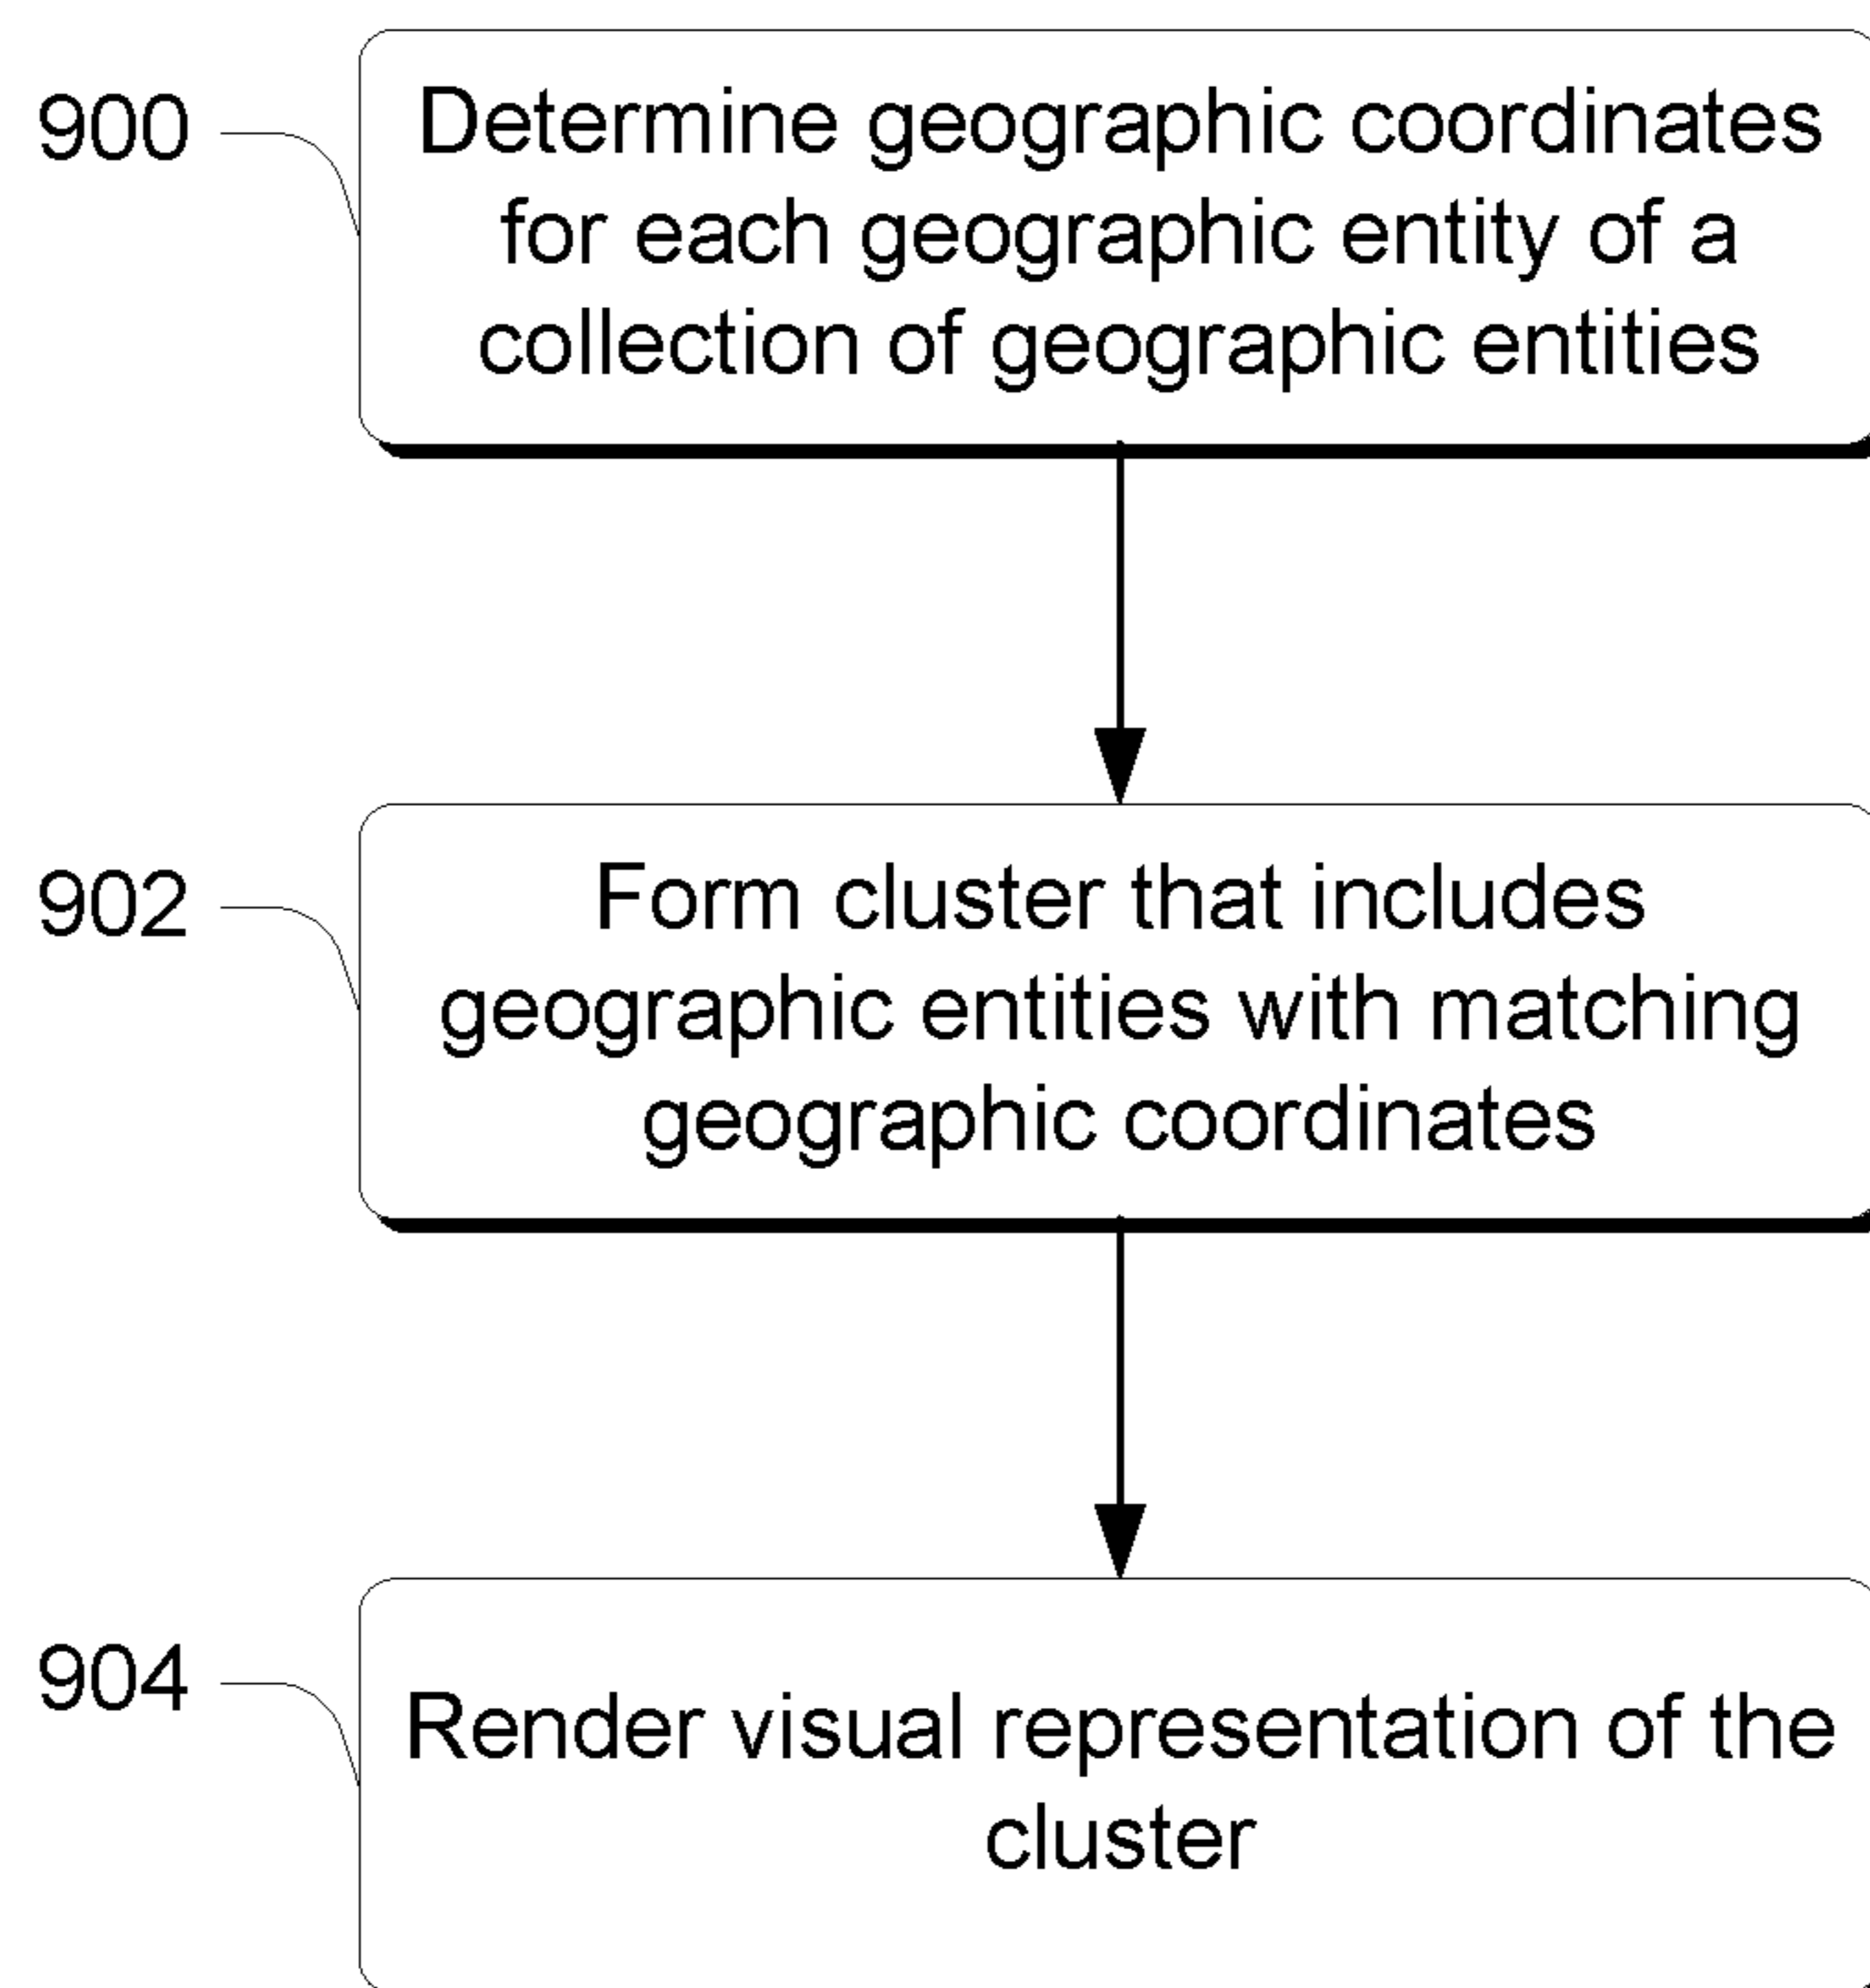 900
Determine geographic coordinates
for each geographic entity of a
collection of geographic entities
902
Form cluster that includes
geographic entities with matching
geographic coordinates
904
Render visual representation of the
cluster